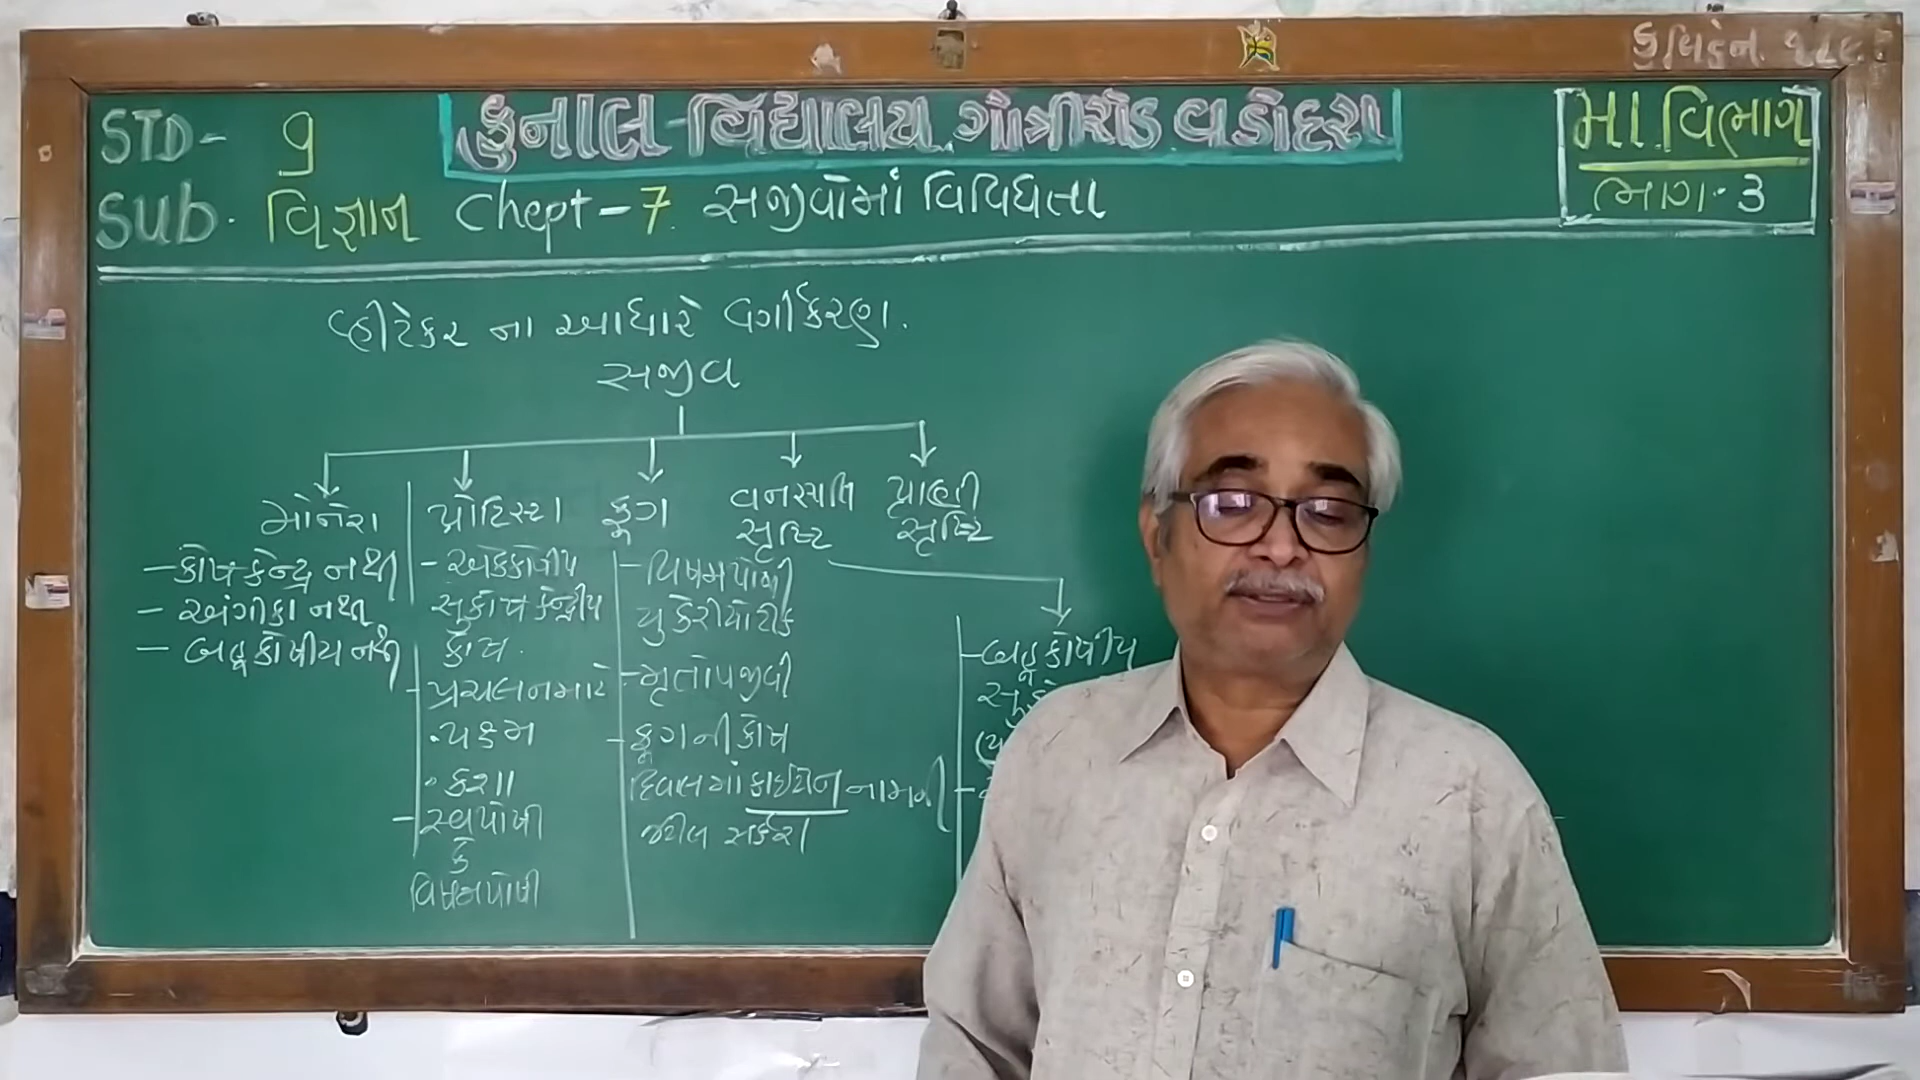 STD- 9
કુનાલ-વિદ્યાલય ગોત્રીરોડ વડોદરા
મા.વિભાગ
ભાગ-3
Sub. વિજ્ઞાન Chept-7. સજીવોમાં વિવિધતા
વ્હીટેકર ના આધારે વર્ગીકરણ.
સજીવ
મોનેરા
- કોષકેન્દ્ર નથી
- અંગીકા નથી
- બહુકોષીય નથી
પ્રોટિસ્ટા
- એકકોષીય
સુકોષકેન્દ્રીય
કોષ.
- પ્રચલનમાટે
• પક્ષ્મ
• કશા
- સ્વપોષી
કે
વિષમપોષી
ફૂગ
- વિષમપોષી
યુકેરીયોટીક
- મૃતોપજીવી
- ફૂગનીકોષ
દિવાલમાં કાઈટીન નામની
જટીલ સર્કરા
વનસ્પતિ
સૃષ્ટિ
પ્રાણી
સૃષ્ટિ
- બહુકોષીય